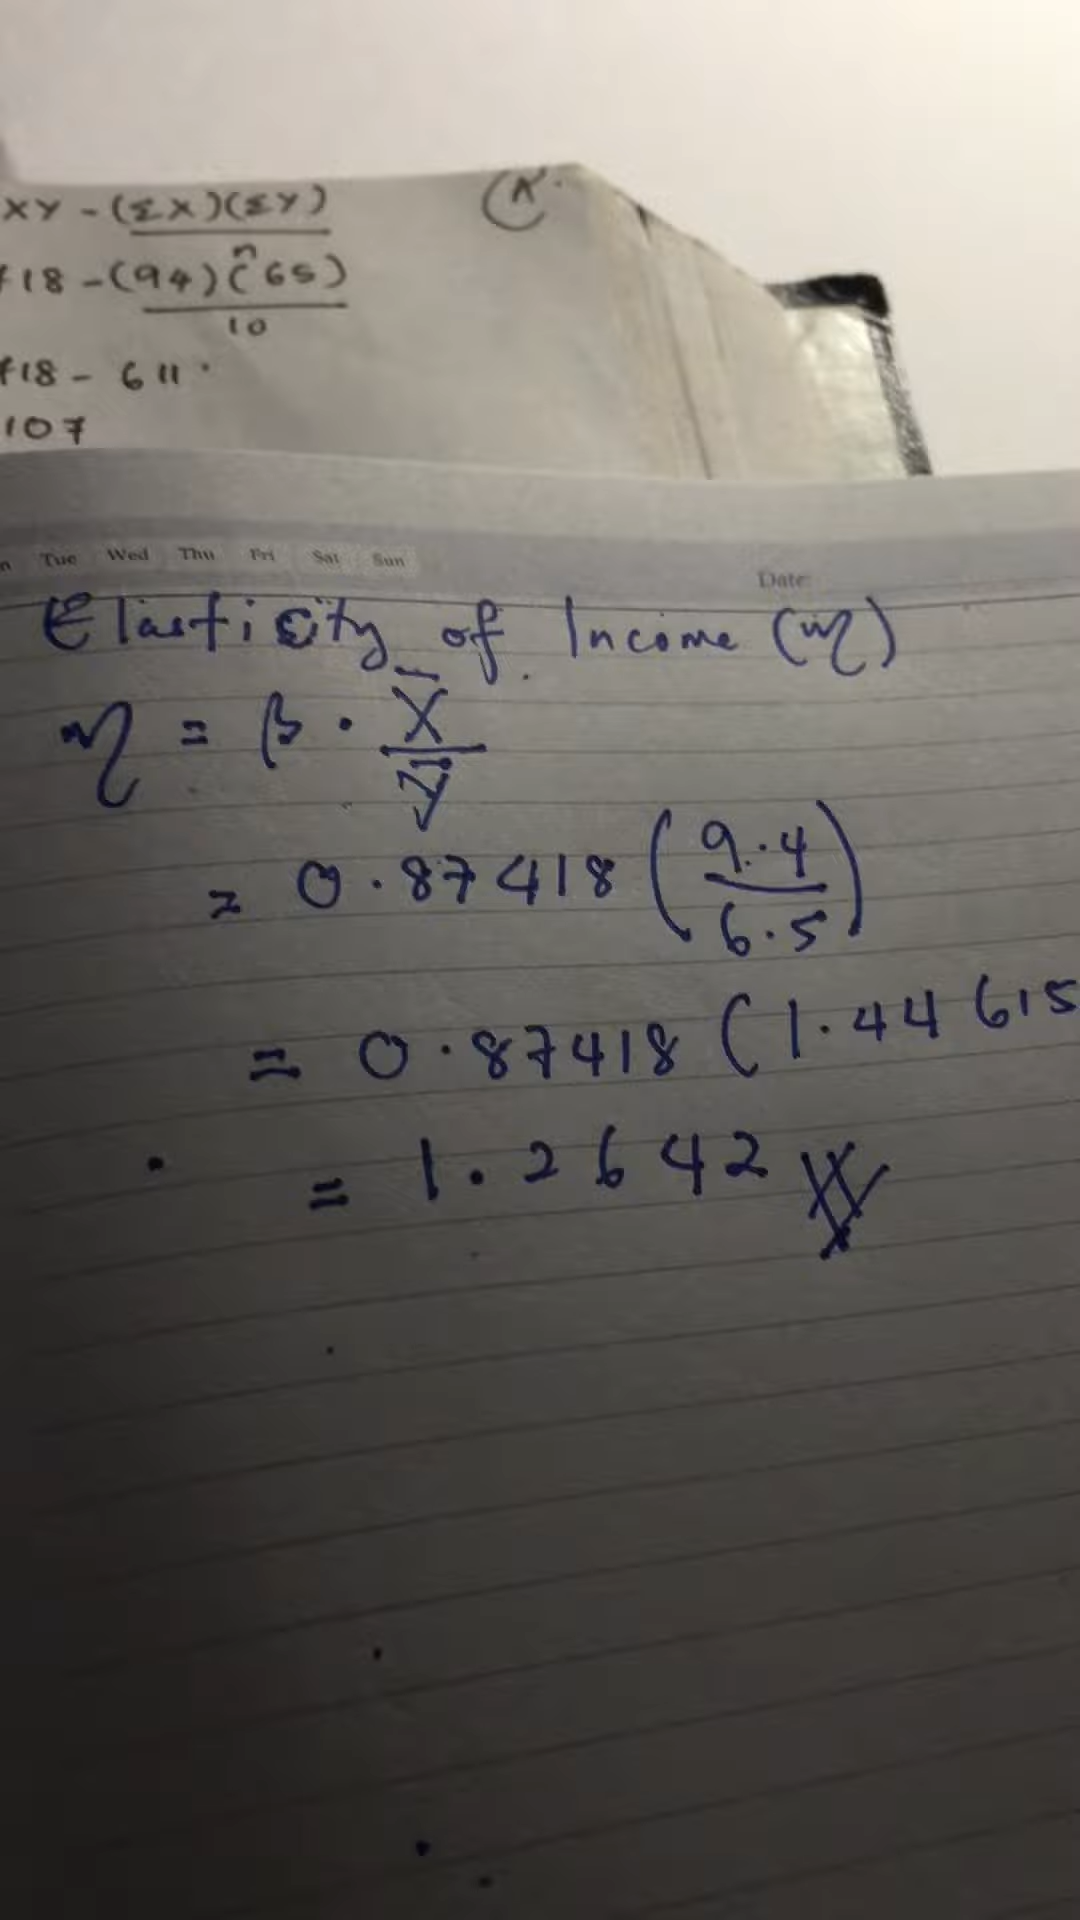 XY - (ΣX)(ΣY)
n
718 - (94)(65)
10
718 - 611
107
Tue Wed Thu Fri Sat Sun
Date:
Elasticity of Income (η)
η = β · X̄
Ȳ
= 0.87418 (9.4
6.5)
= 0.87418 (1.44615
= 1.2642